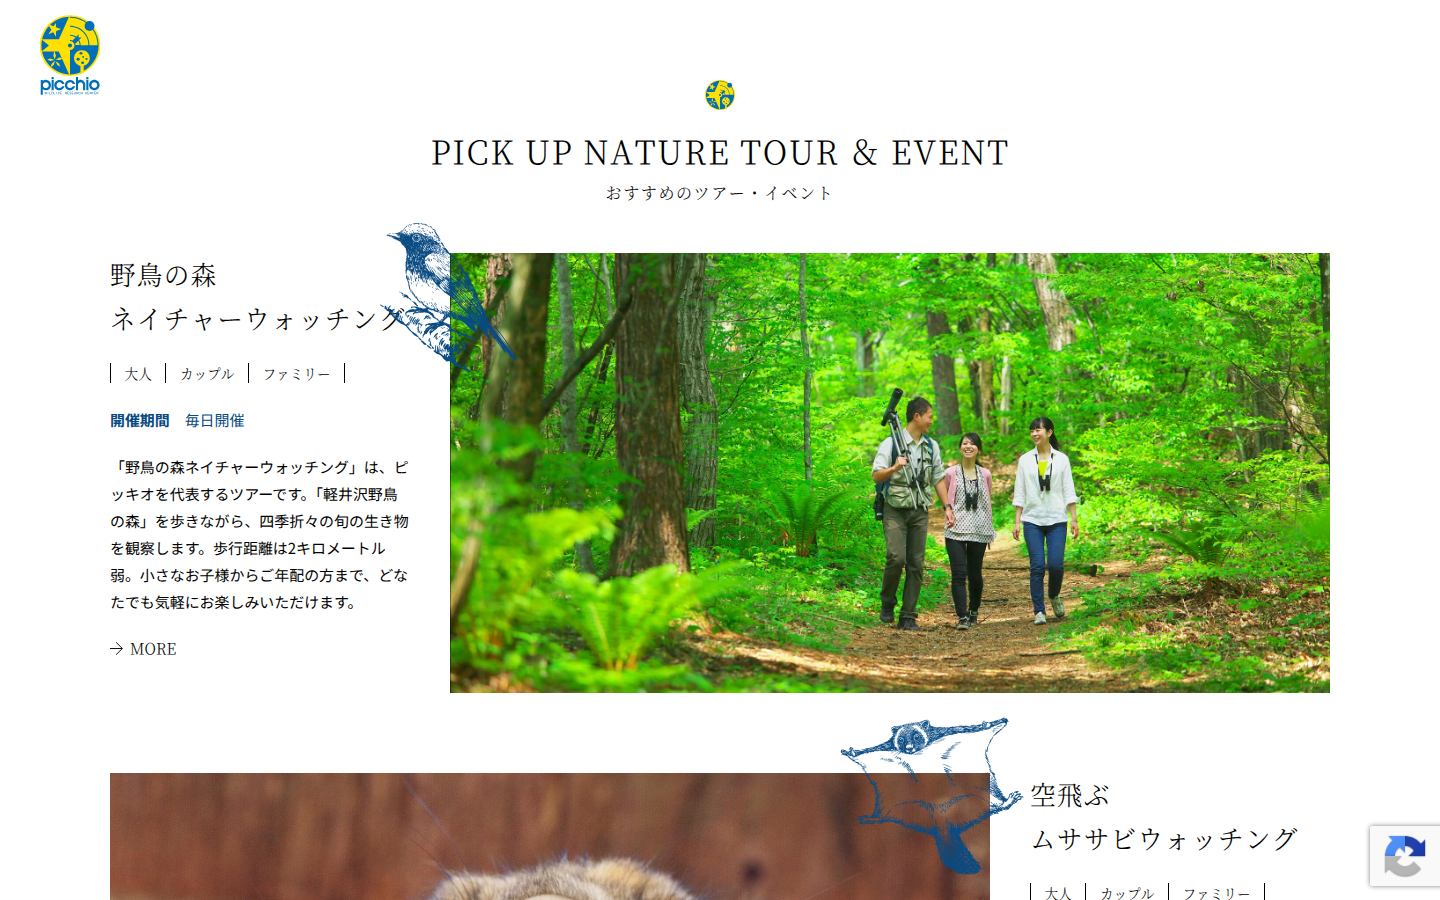 picchio
PICK UP NATURE TOUR & EVENT
おすすめのツアー・イベント
野鳥の森
ネイチャーウォッチング
大人 カップル ファミリー
開催期間 毎日開催
「野鳥の森ネイチャーウォッチング」は、ピ
ッキオを代表するツアーです。「軽井沢野鳥
の森」を歩きながら、四季折々の旬の生き物
を観察します。歩行距離は2キロメートル
弱。小さなお子様からご年配の方まで、どな
たでも気軽にお楽しみいただけます。
→ MORE
空飛ぶ
ムササビウォッチング
大人 カップル ファミリー